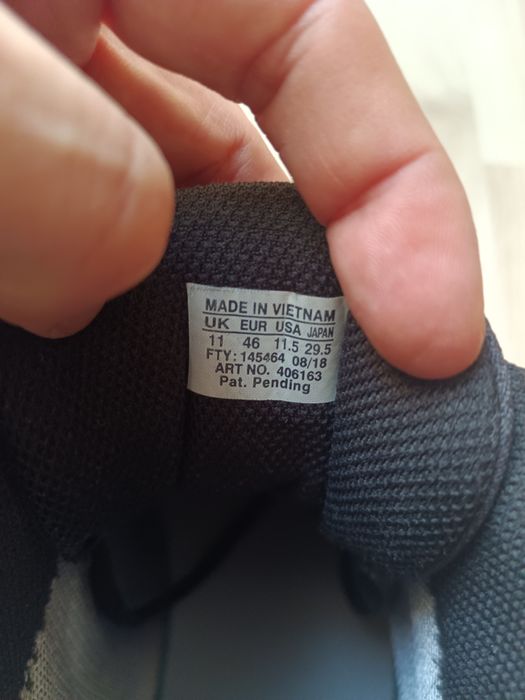 MADE IN VIETNAM
UK EUR USA JAPAN
11 46 11.5 29.5
FTY: 145464 08/18
ART NO. 406163
Pat. Pending